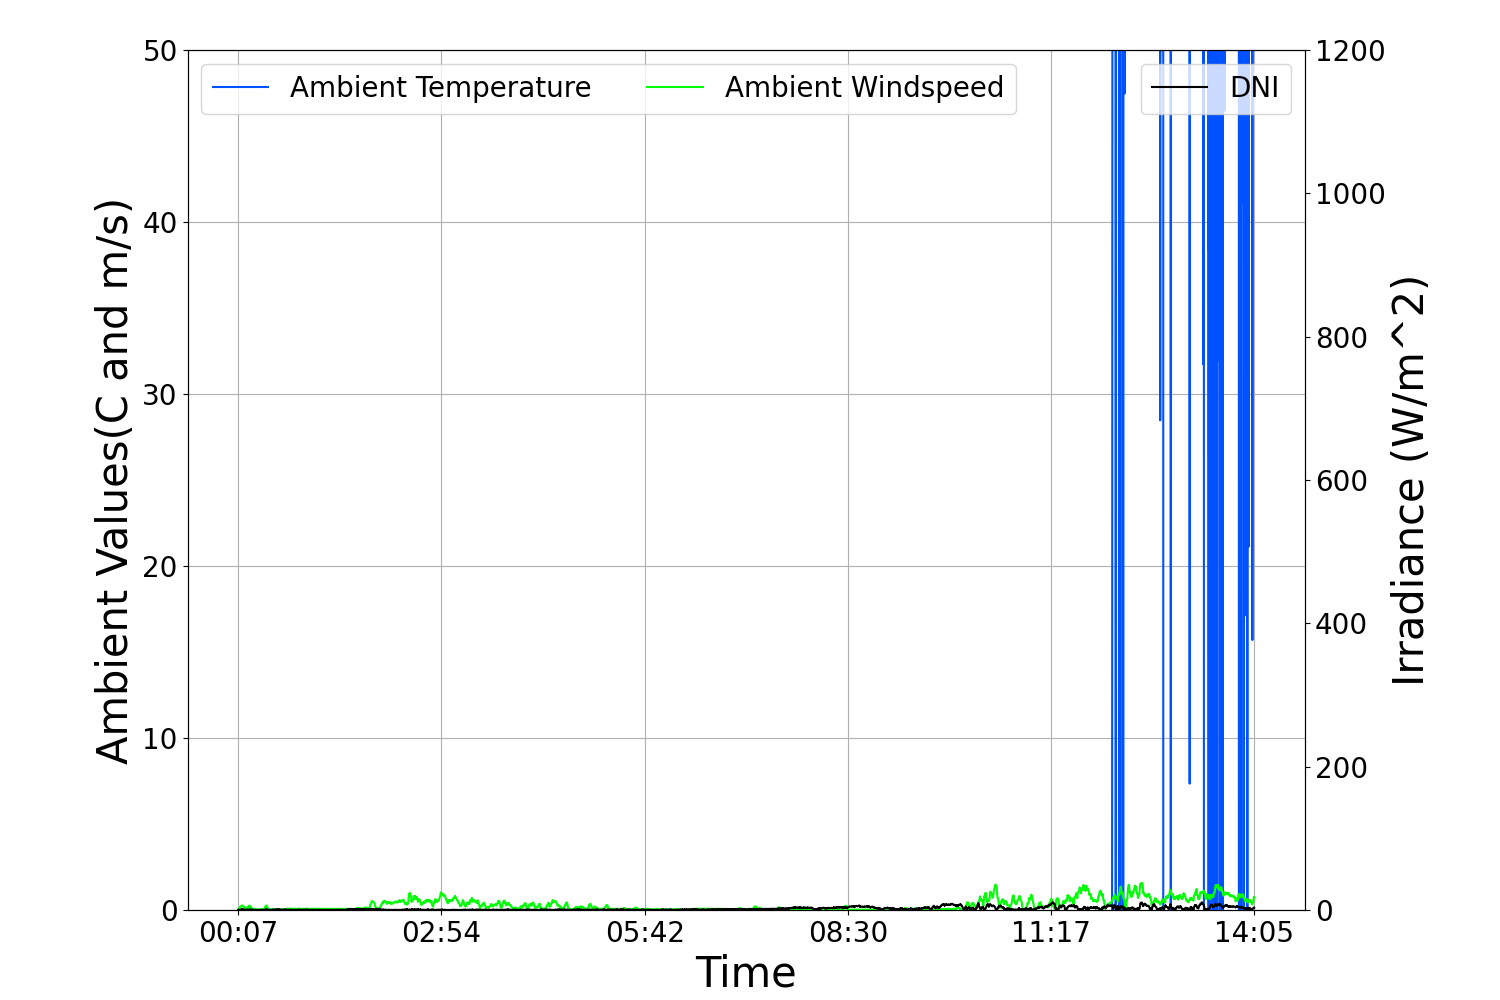 Ambient Temperature Ambient Windspeed DNI
Ambient Values(C and m/s)
50
40
30
20
10
0
1200
1000
800
600
400
200
0
Irradiance (W/m^2)
00:07 02:54 05:42 08:30 11:17 14:05
Time